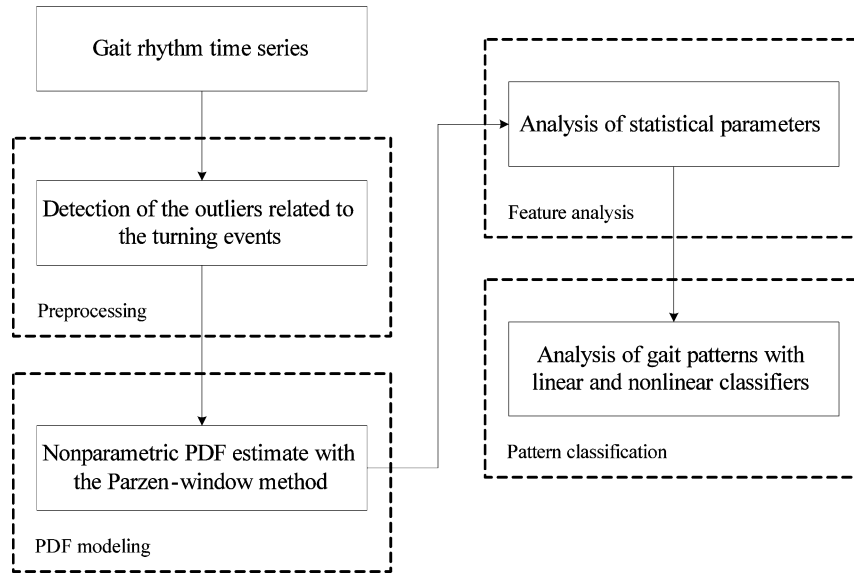 Gait rhythm time series
Detection of the outliers related to
the turning events
Preprocessing
Nonparametric PDF estimate with
the Parzen-window method
PDF modeling
Analysis of statistical parameters
Feature analysis
Analysis of gait patterns with
linear and nonlinear classifiers
Pattern classification